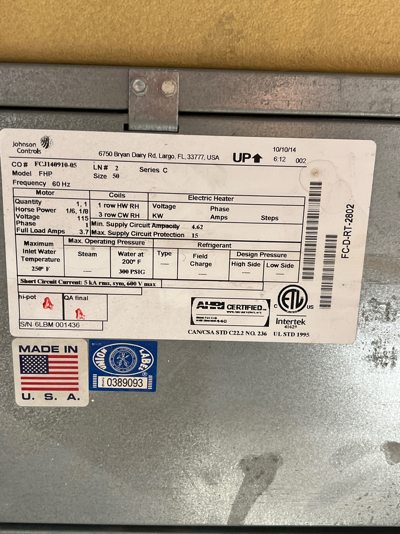 Johnson Controls
6750 Bryan Dairy Rd, Largo, FL.33777, USA
UP
10/10/14
6:12 002
CO # FCJ140910-05
LN # 2
Series C
Model FHP
Size 50
Frequency 60 Hz
Motor
Coils
Electric Heater
Quantity 1, 1
1 row HW RH
Voltage
Phase
Horse Power 1/6, 1/8
3 row CW RH
KW
Amps
Steps
Voltage 115
Phase 1
Min. Supply Circuit Ampacity 4.62
Full Load Amps 3.7
Max. Supply Circuit Protection 15
Maximum Inlet Water Temperature
Max. Operating Pressure
Refrigerant
Steam
Water at 200° F
Type
Field Charge
Design Pressure
High Side
Low Side
250° F
----
300 PSIG
----
----
----
----
Short Circuit Current: 5 kA rms, sym, 600 V max
hi-pot
QA final
S/N: 6LBM 001436
AHRI CERTIFIED
ETL
Intertek
CAN/CSA STD C22.2 NO. 236 UL STD 1995
FC-D-RT-2802
MADE IN
U. S. A.
UNION LABEL
0389093